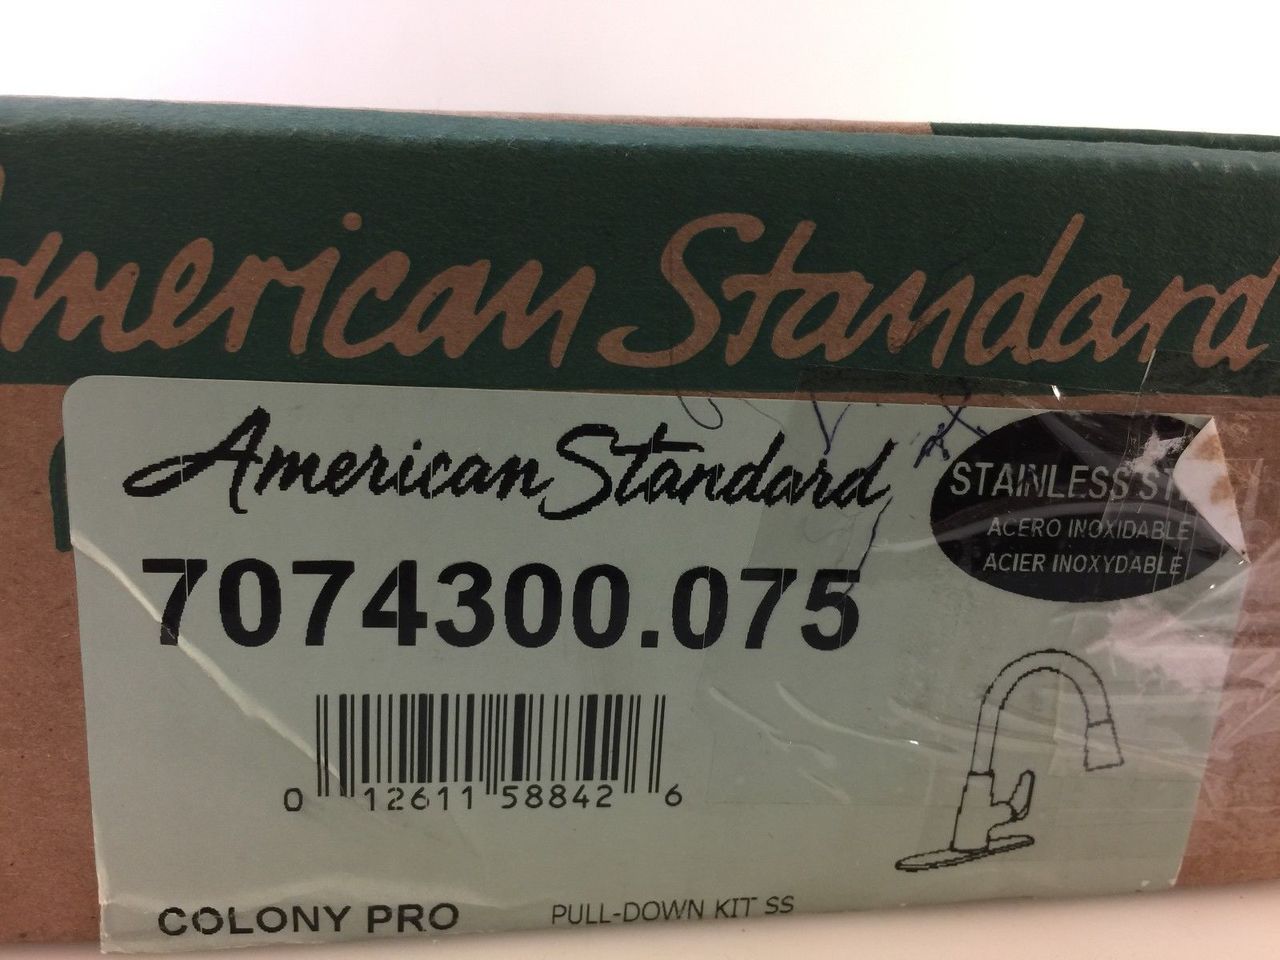 American Standard
American Standard
7074300.075
STAINLESS
ACERO INOXIDABLE
ACIER INOXYDABLE
0 12611 58842 6
COLONY PRO
PULL-DOWN KIT SS